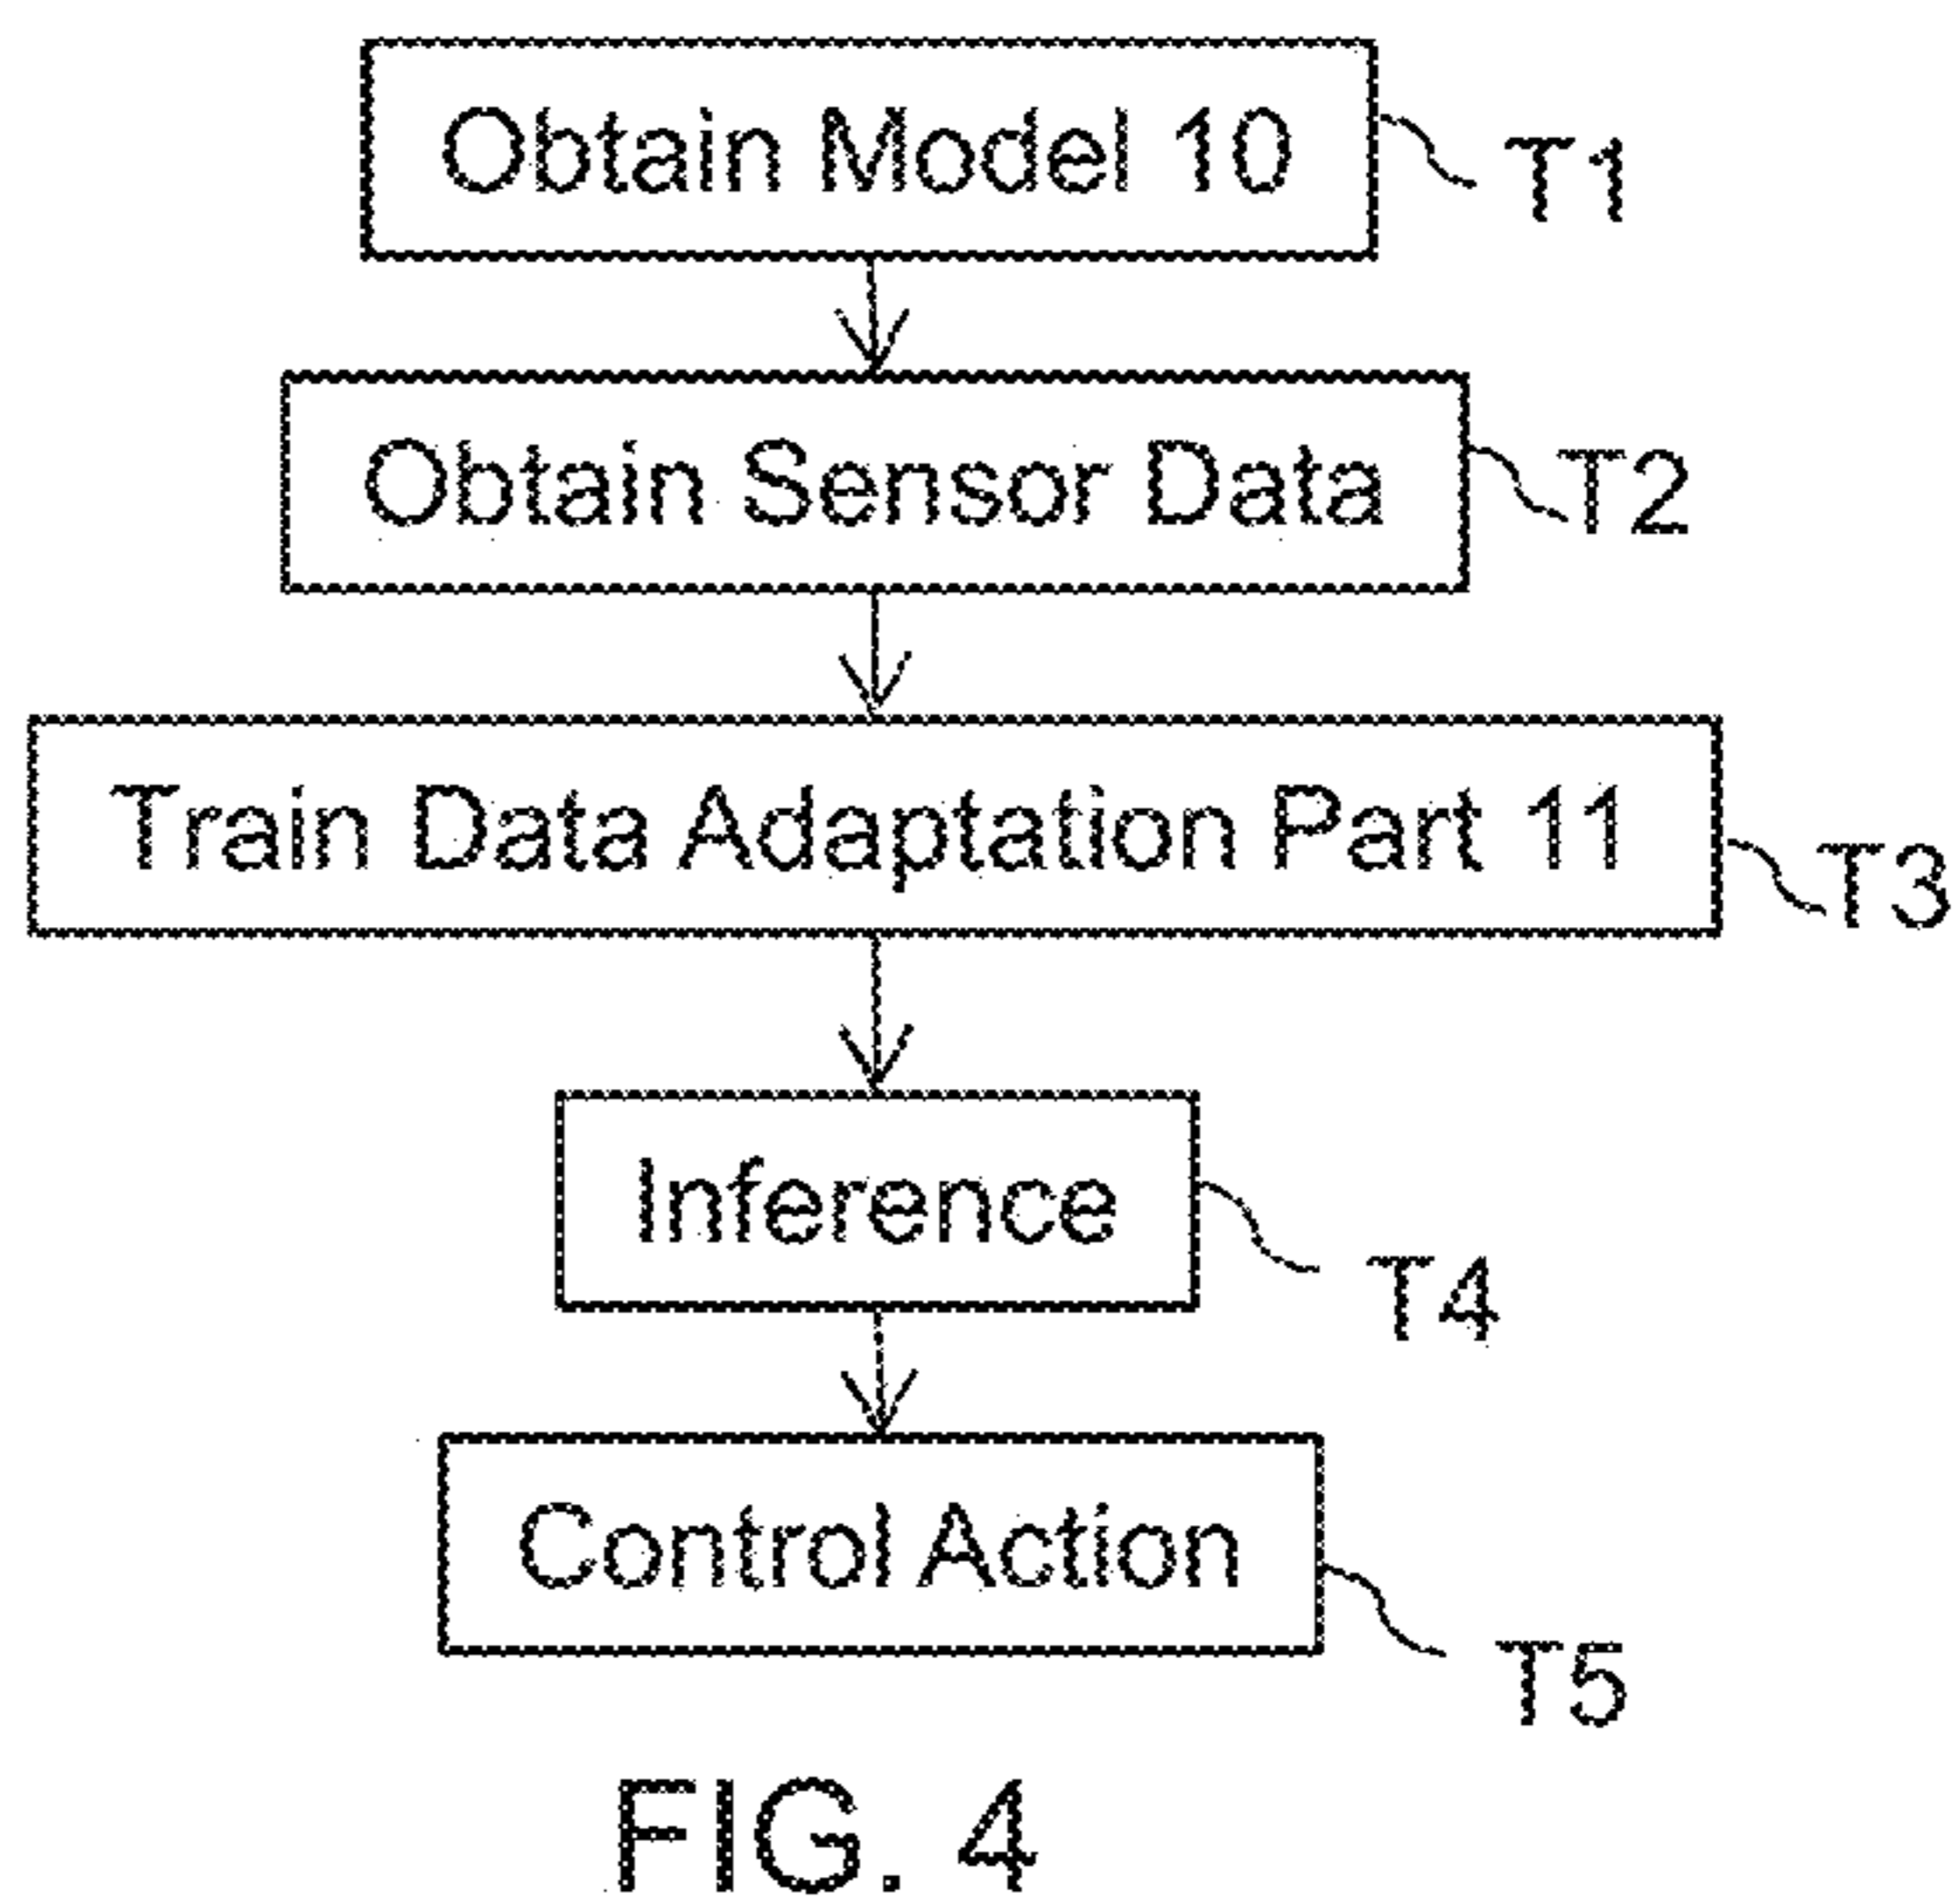 Obtain Model 10
T1
Obtain Sensor Data
T2
Train Data Adaptation Part 11
T3
Inference
T4
Control Action
T5
FIG. 4